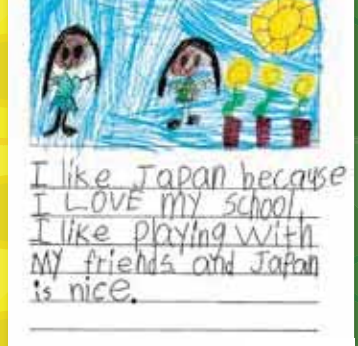 I like Japan because
I LOVE my school.
I like playing with
My friends and Japan
is nice.